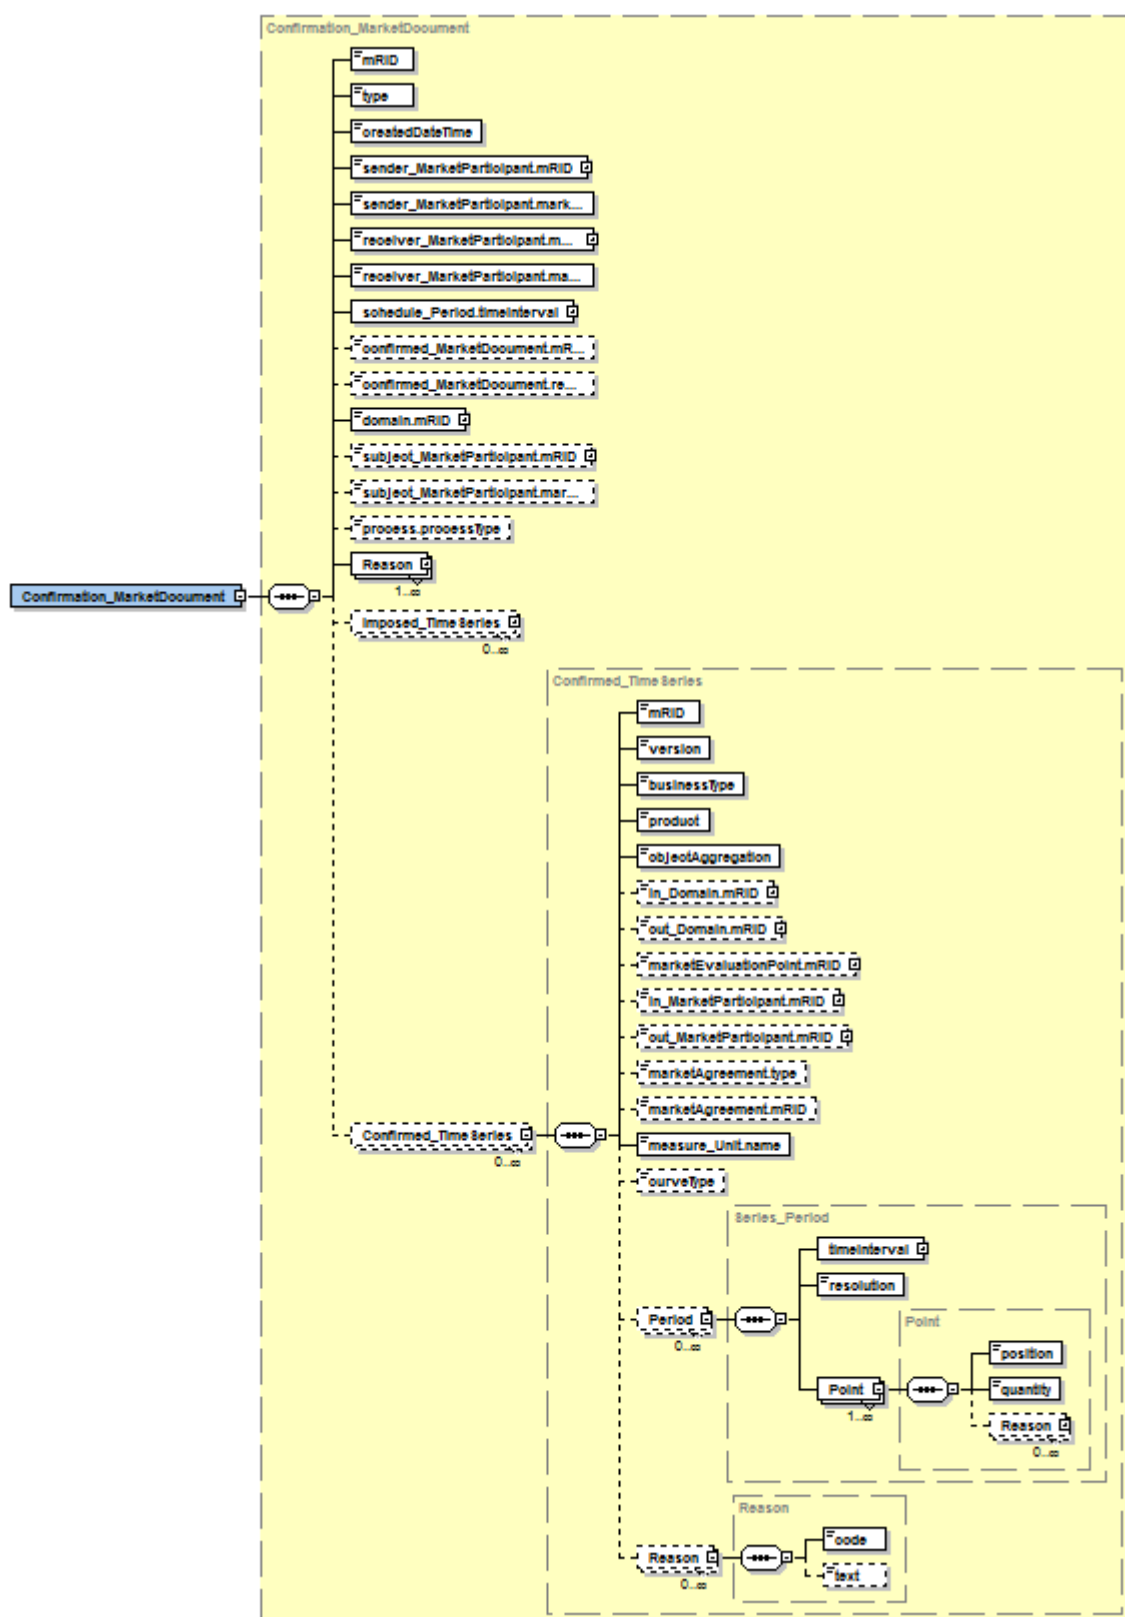 Confirmation_MarketDocument
mRID
type
createdDateTime
sender_MarketParticipant.mRID
sender_MarketParticipant.mark...
receiver_MarketParticipant.m...
receiver_MarketParticipant.ma...
schedule_Period.timeInterval
confirmed_MarketDocument.mR...
confirmed_MarketDocument.re...
domain.mRID
subject_MarketParticipant.mRID
subject_MarketParticipant.mar...
process.processType
Reason
1..∞
Confirmation_MarketDocument
Imposed_TimeSeries
0..∞
Confirmed_TimeSeries
mRID
version
businessType
product
objectAggregation
in_Domain.mRID
out_Domain.mRID
marketEvaluationPoint.mRID
in_MarketParticipant.mRID
out_MarketParticipant.mRID
marketAgreement.type
marketAgreement.mRID
Confirmed_TimeSeries
0..∞
measure_Unit.name
curveType
Series_Period
timeInterval
resolution
Period
0..∞
Point
position
Point
1..∞
quantity
Reason
0..∞
Reason
code
Reason
0..∞
text